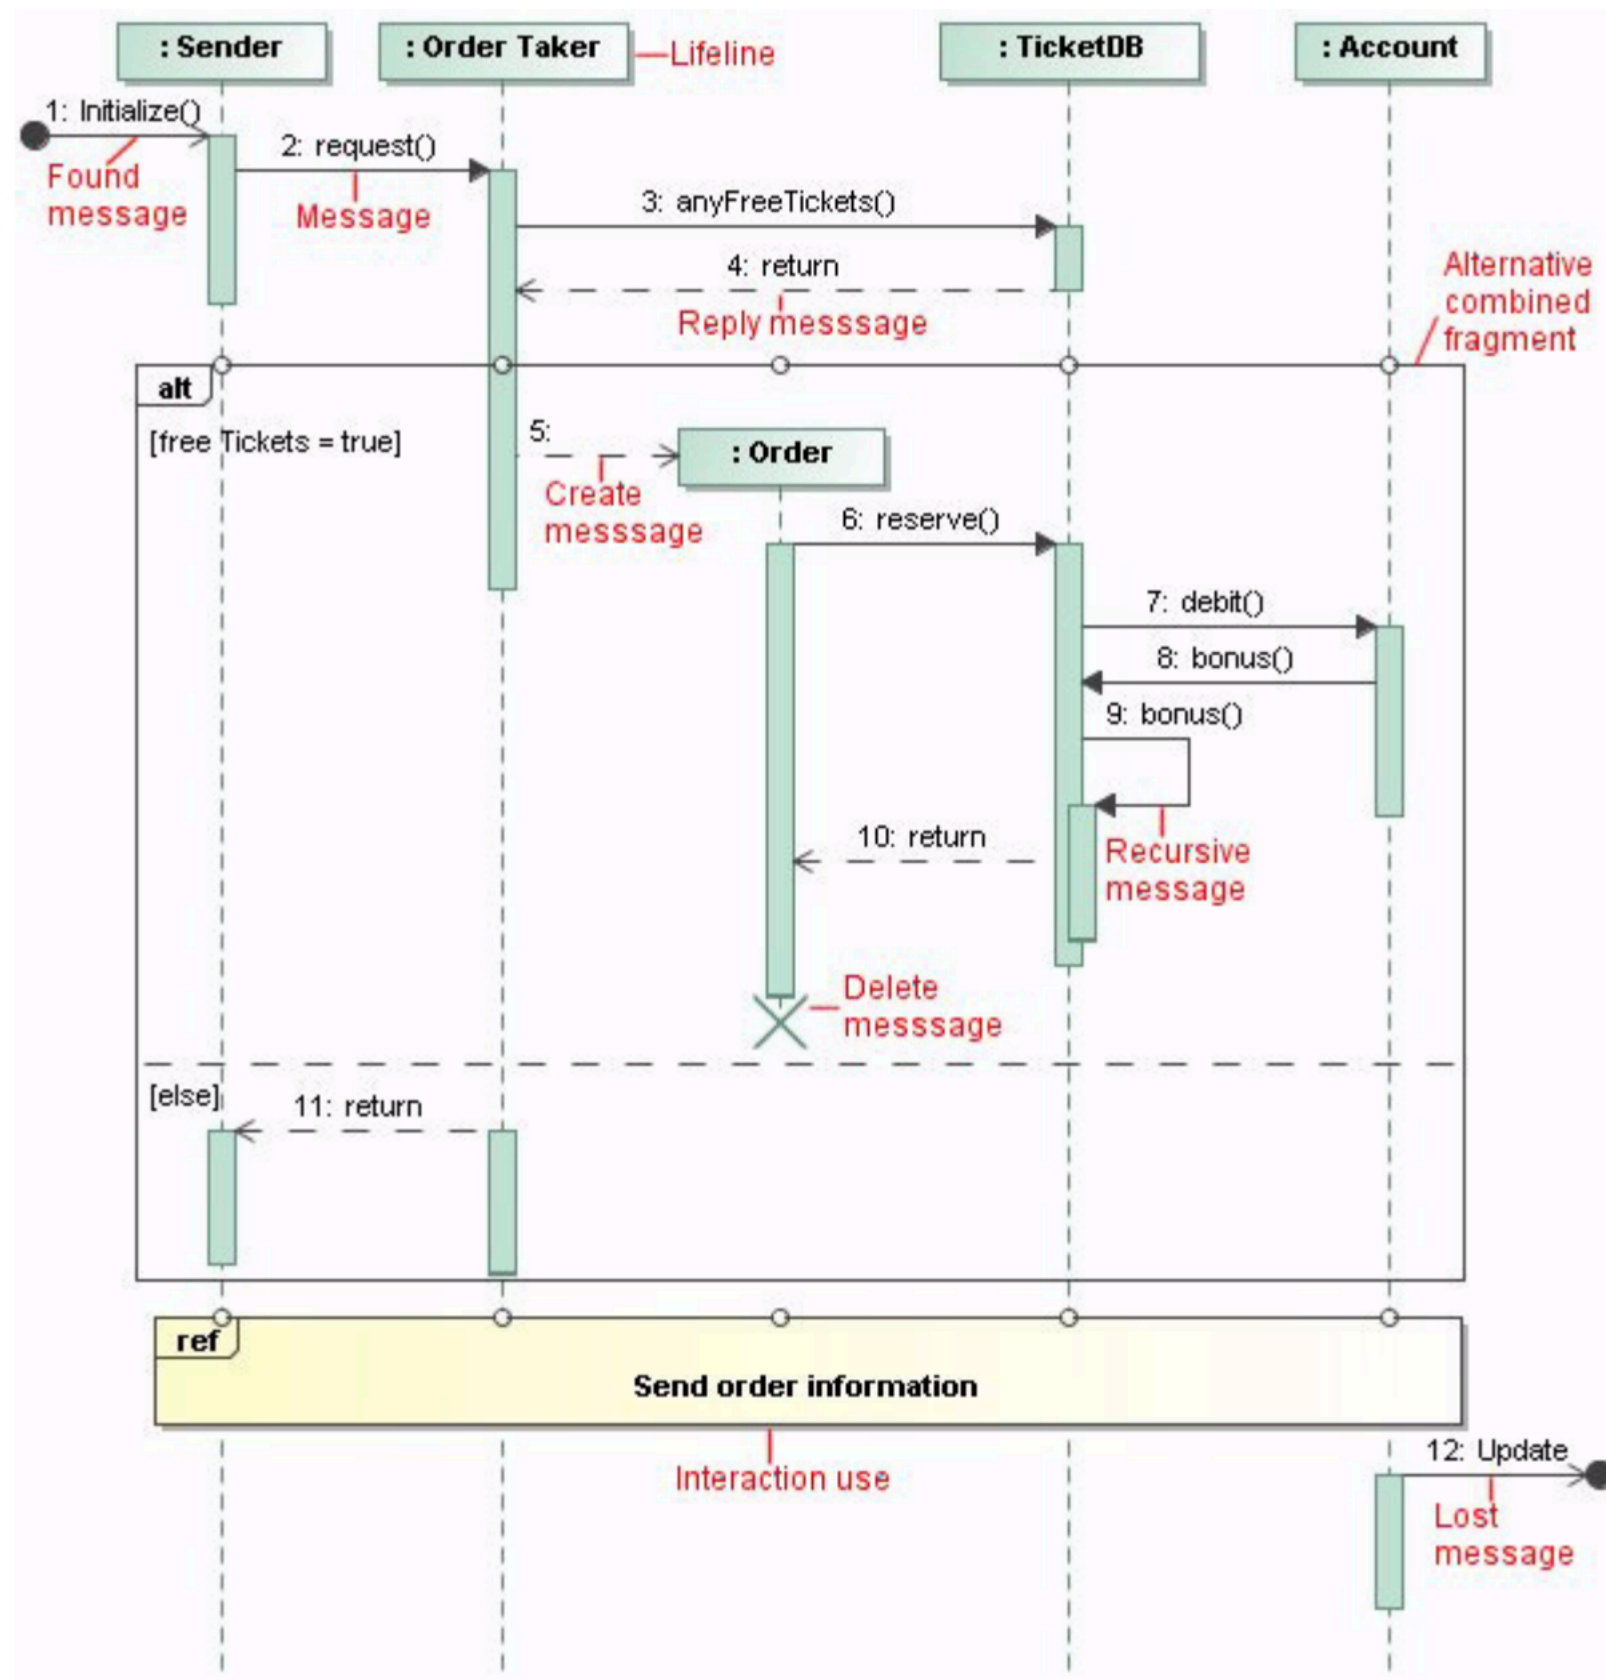 : Sender
: Order Taker
Lifeline
: TicketDB
: Account
1: Initialize()
Found
message
2: request()
Message
3: anyFreeTickets()
4: return
Reply messsage
Alternative
combined
fragment
alt
[free Tickets = true]
5:
: Order
Create
messsage
6: reserve()
7: debit()
8: bonus()
9: bonus()
10: return
Recursive
message
Delete
messsage
[else]
11: return
ref
Send order information
Interaction use
12: Update
Lost
message